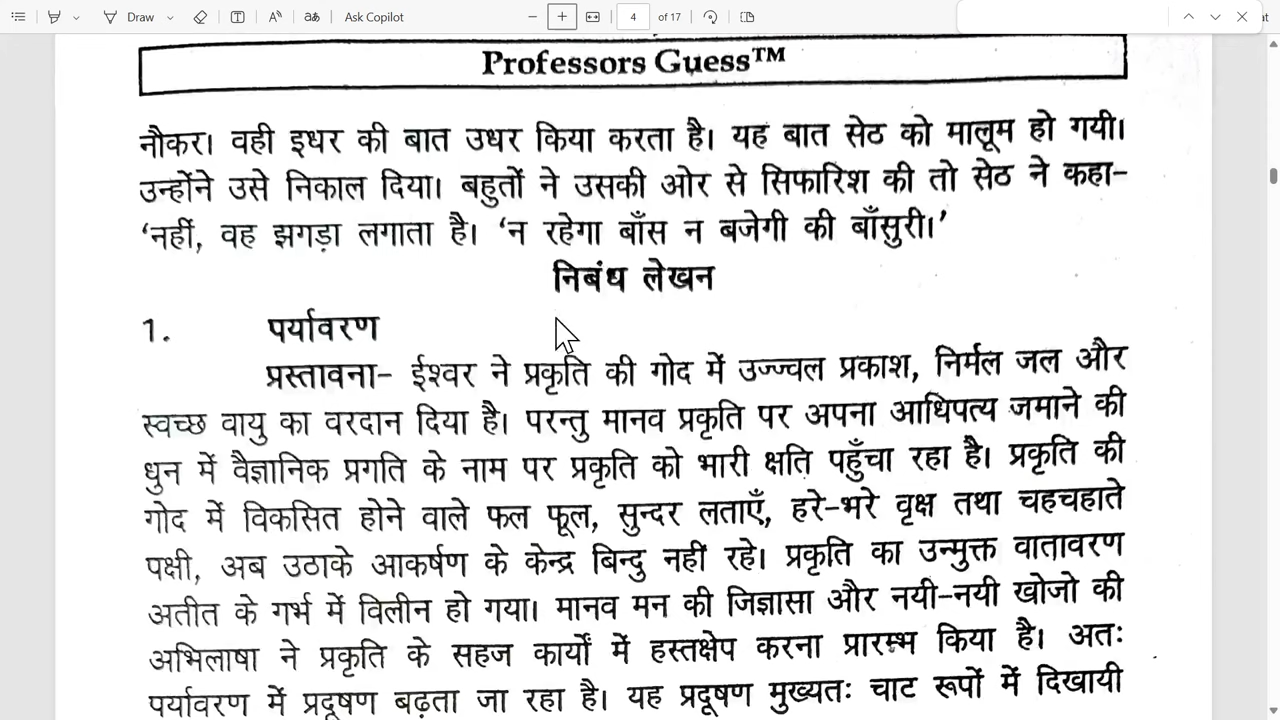 Draw
Ask Copilot
4 of 17
Professors Guess™
नौकर। वही इधर की बात उधर किया करता है। यह बात सेठ को मालूम हो गयी।
उन्होंने उसे निकाल दिया। बहुतों ने उसकी ओर से सिफारिश की तो सेठ ने कहा-
‘नहीं, वह झगड़ा लगाता है। ‘न रहेगा बाँस न बजेगी की बाँसुरी।’
निबंध लेखन
1. पर्यावरण
प्रस्तावना- ईश्वर ने प्रकृति की गोद में उज्ज्वल प्रकाश, निर्मल जल और
स्वच्छ वायु का वरदान दिया है। परन्तु मानव प्रकृति पर अपना आधिपत्य जमाने की
धुन में वैज्ञानिक प्रगति के नाम पर प्रकृति को भारी क्षति पहुँचा रहा है। प्रकृति की
गोद में विकसित होने वाले फल फूल, सुन्दर लताएँ, हरे-भरे वृक्ष तथा चहचहाते
पक्षी, अब उठाके आकर्षण के केन्द्र बिन्दु नहीं रहे। प्रकृति का उन्मुक्त वातावरण
अतीत के गर्भ में विलीन हो गया। मानव मन की जिज्ञासा और नयी-नयी खोजो की
अभिलाषा ने प्रकृति के सहज कार्यों में हस्तक्षेप करना प्रारम्भ किया है। अतः
पर्यावरण में प्रदूषण बढ़ता जा रहा है। यह प्रदूषण मुख्यतः चाट रूपों में दिखायी